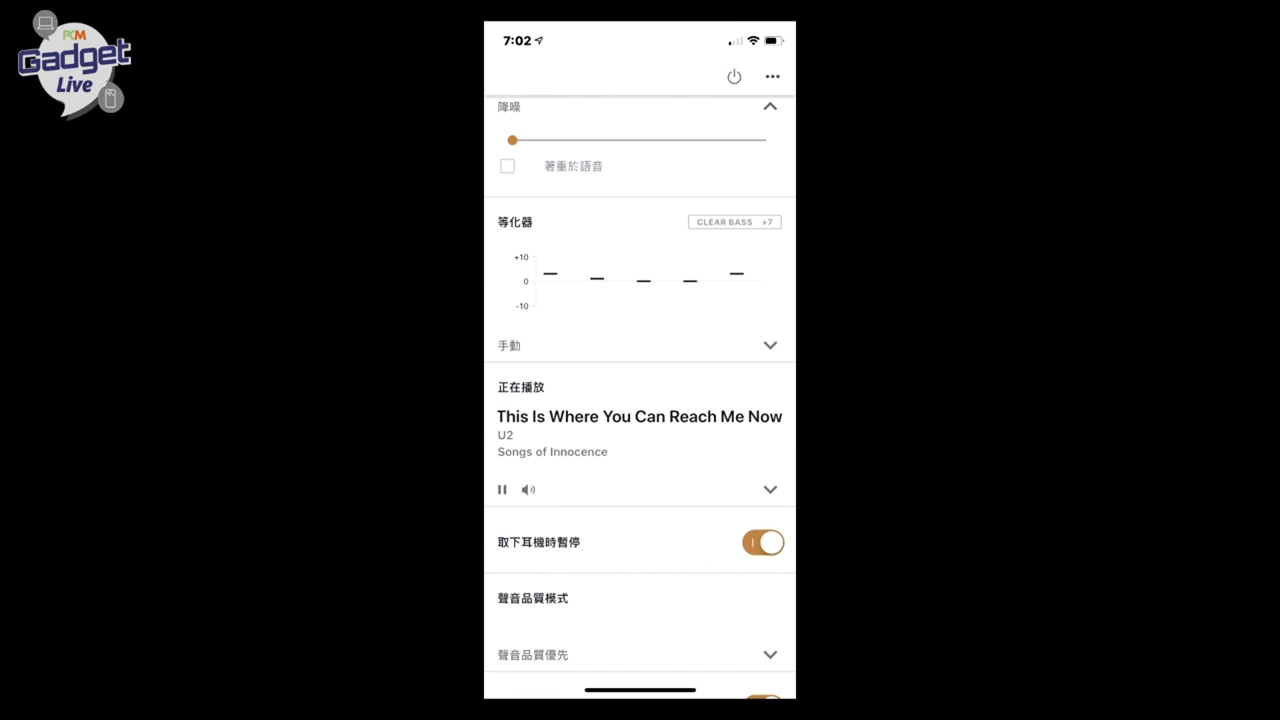 PCM
Gadget
Live
7:02
降噪
著重於語音
等化器
CLEAR BASS +7
+10
0
-10
手動
正在播放
This Is Where You Can Reach Me Now
U2
Songs of Innocence
取下耳機時暫停
聲音品質模式
聲音品質優先